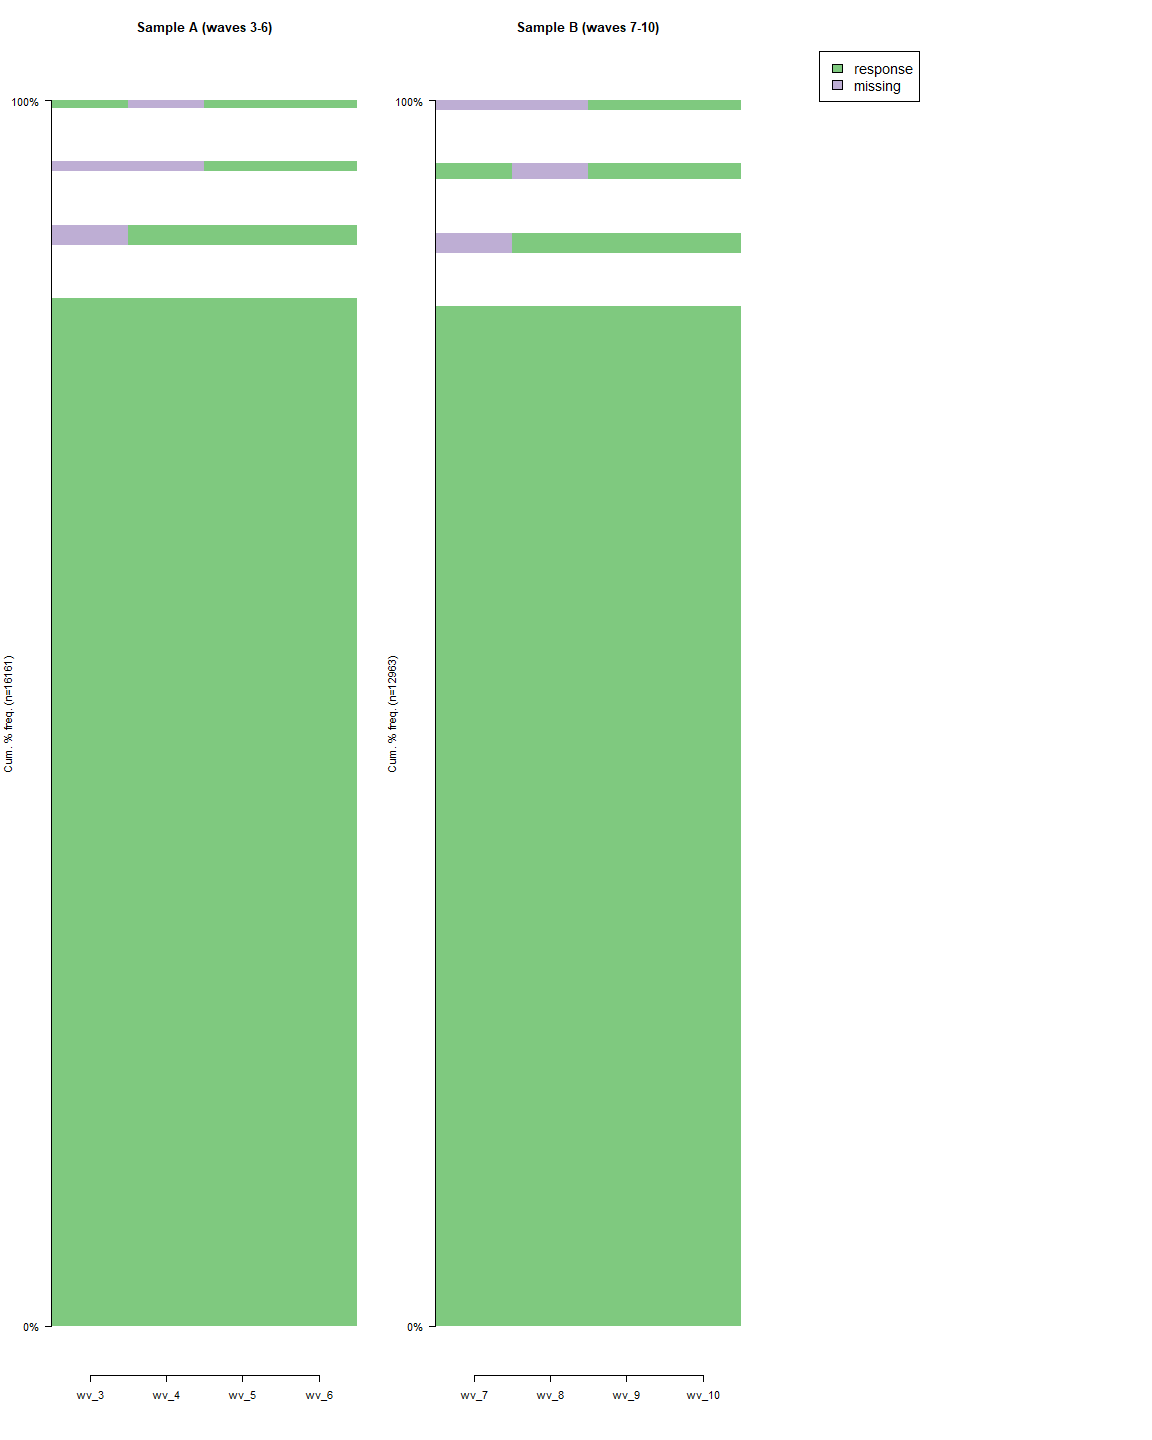 Sample A (waves 3-6)
Sample B (waves 7-10)
response
missing
100%
100%
Cum. % freq. (n=16161)
Cum. % freq. (n=12963)
0%
0%
wv_3 wv_4 wv_5 wv_6
wv_7 wv_8 wv_9 wv_10